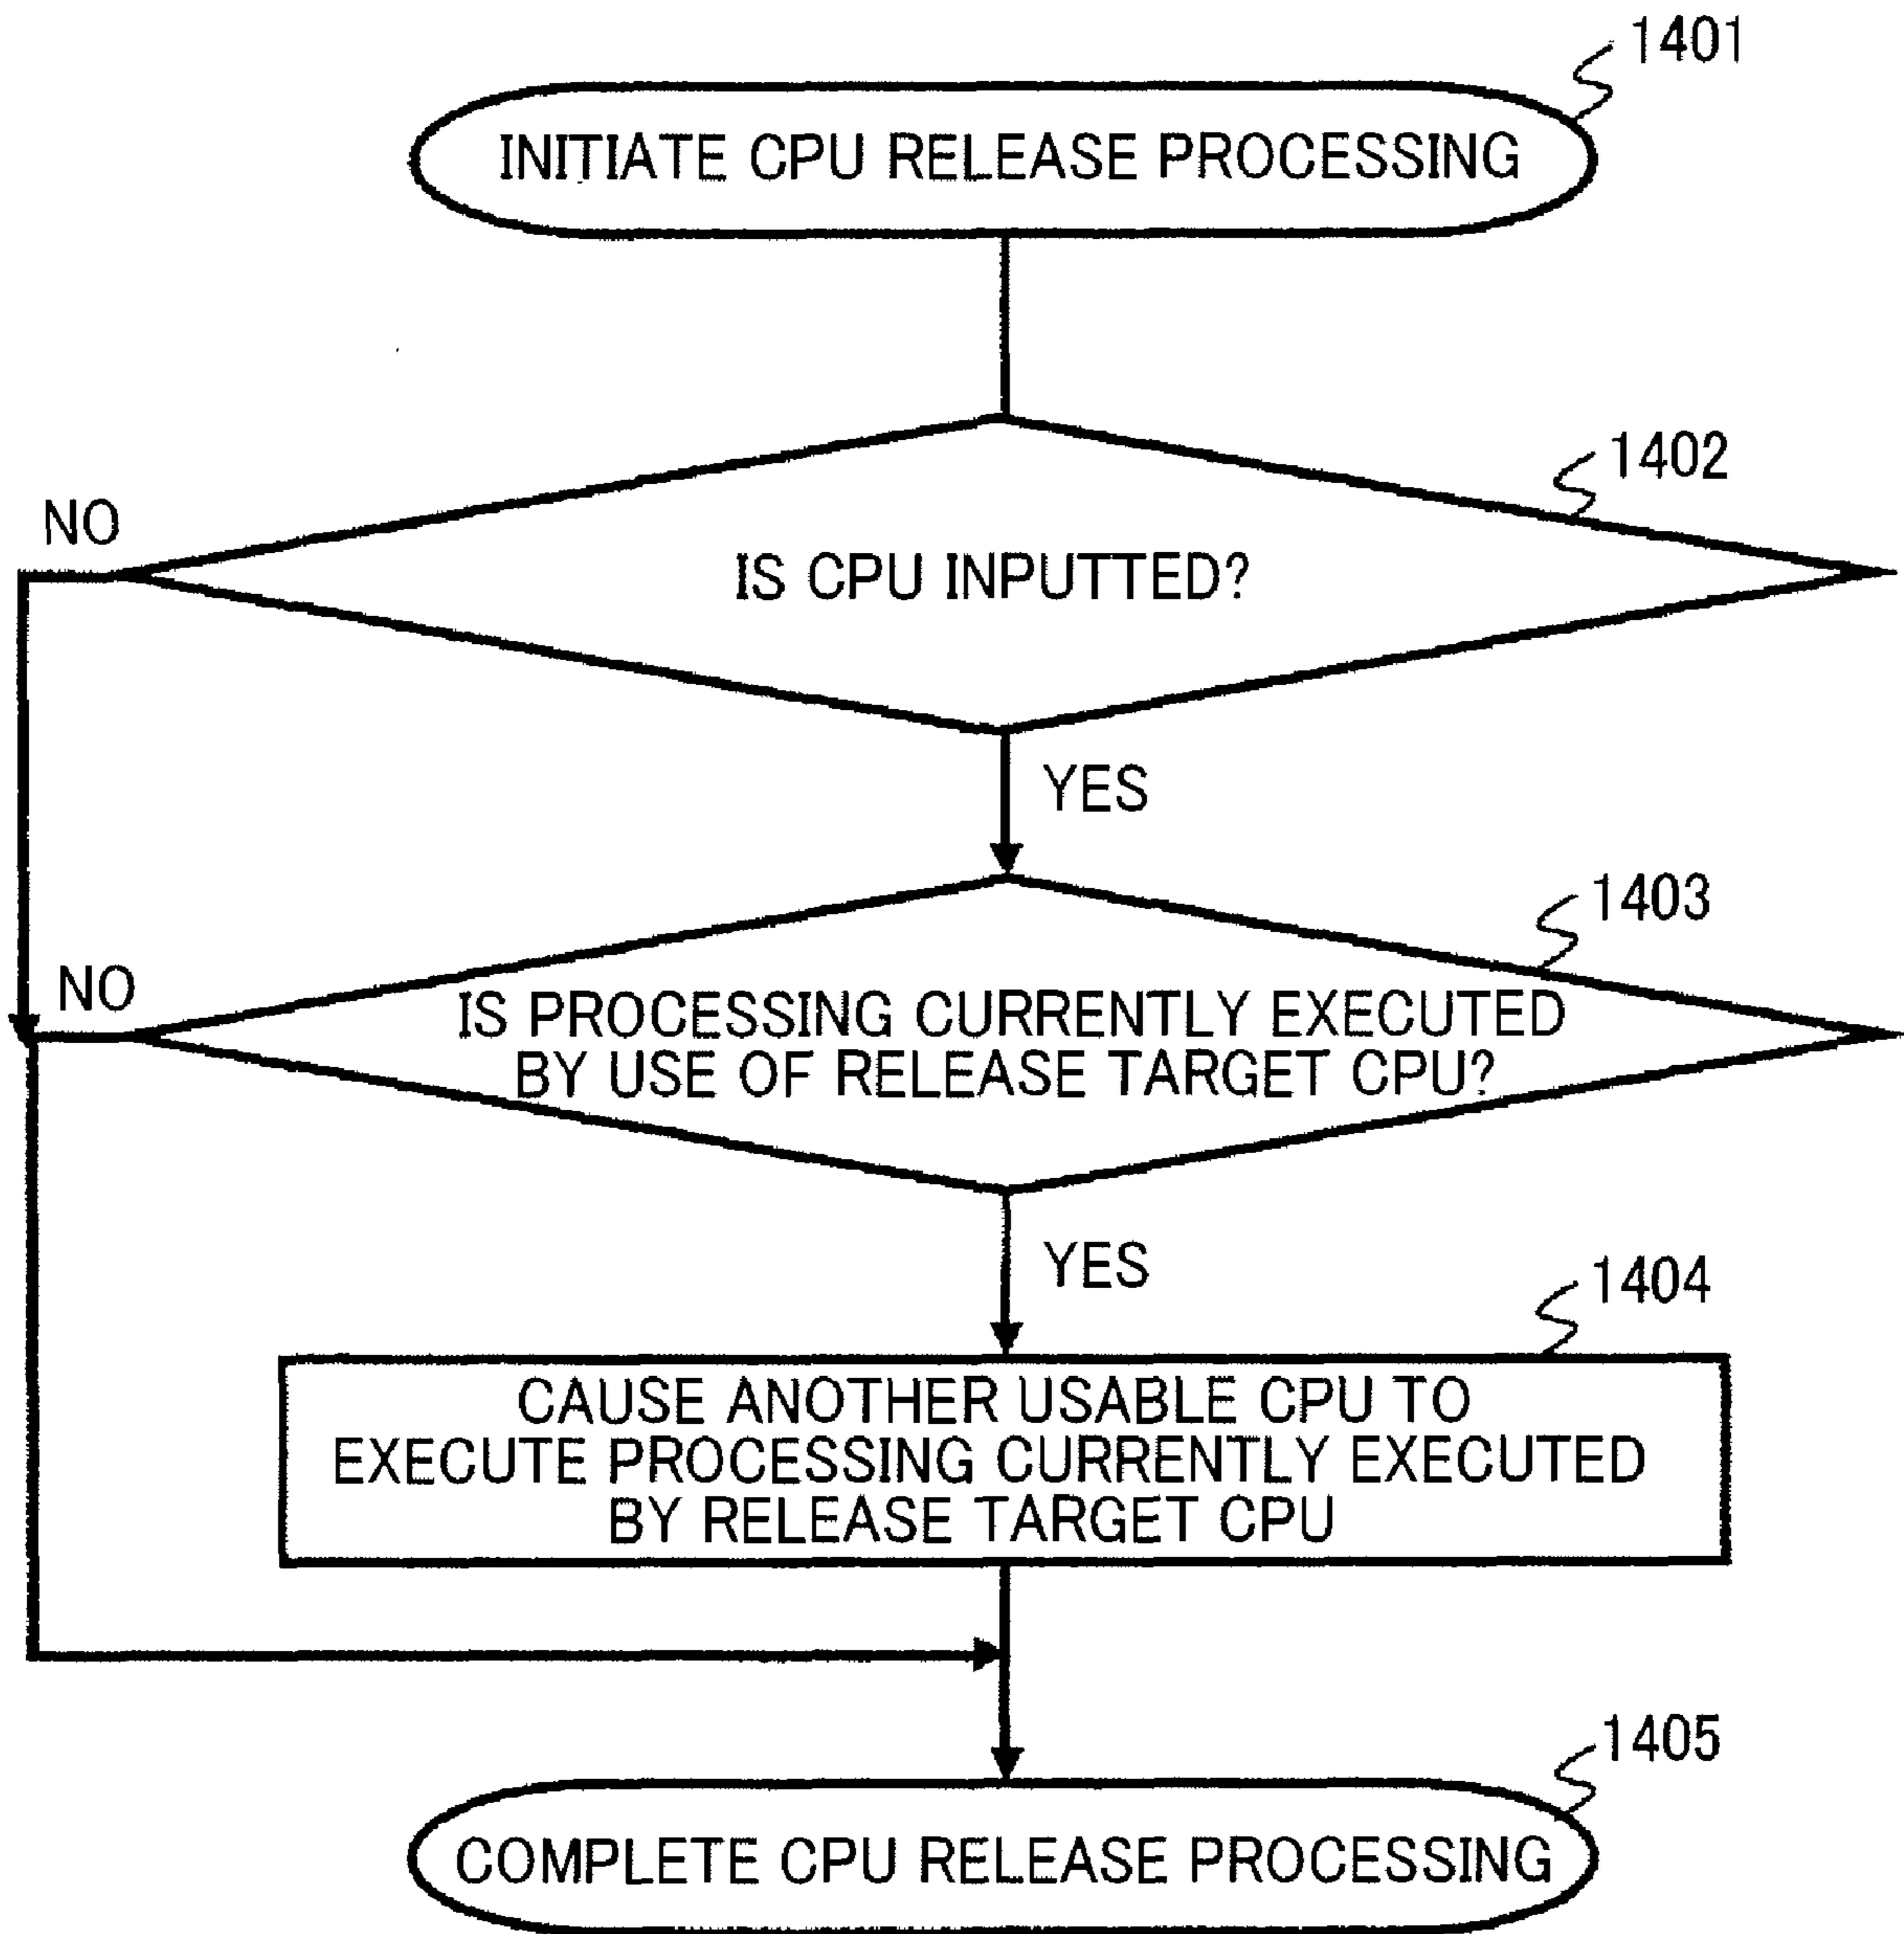 1401
INITIATE CPU RELEASE PROCESSING
1402
NO
IS CPU INPUTTED?
YES
1403
NO
IS PROCESSING CURRENTLY EXECUTED
BY USE OF RELEASE TARGET CPU?
YES
1404
CAUSE ANOTHER USABLE CPU TO
EXECUTE PROCESSING CURRENTLY EXECUTED
BY RELEASE TARGET CPU
1405
COMPLETE CPU RELEASE PROCESSING